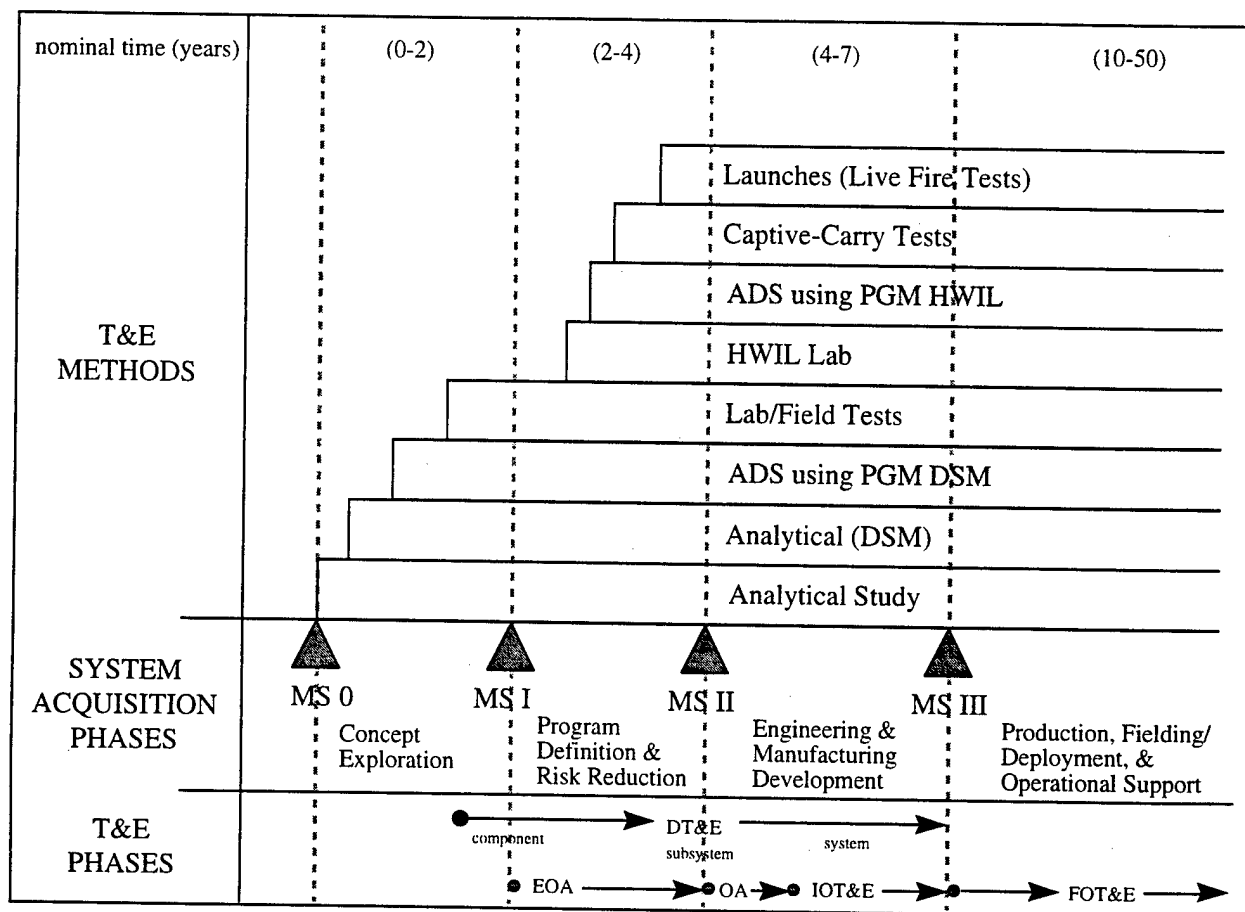 nominal time (years)
(0-2)
(2-4)
(4-7)
(10-50)
T&E
METHODS
Launches (Live Fire Tests)
Captive-Carry Tests
ADS using PGM HWIL
HWIL Lab
Lab/Field Tests
ADS using PGM DSM
Analytical (DSM)
Analytical Study
SYSTEM
ACQUISITION
PHASES
MS 0
MS I
MS II
MS III
Concept
Exploration
Program
Definition &
Risk Reduction
Engineering &
Manufacturing
Development
Production, Fielding/
Deployment, &
Operational Support
T&E
PHASES
component
DT&E
subsystem
system
EOA
OA
IOT&E
FOT&E